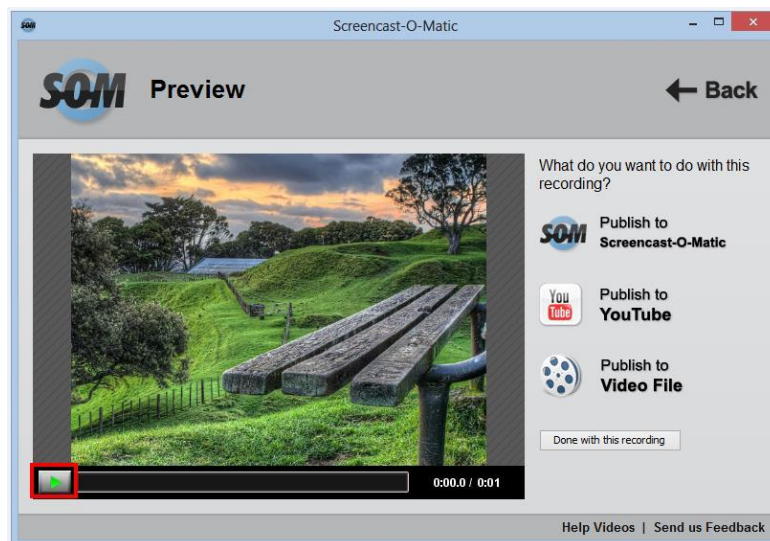 SOM
Screencast-O-Matic
SOM
Preview
Back
What do you want to do with this
recording?
SOM
Publish to
Screencast-O-Matic
You
Tube
Publish to
YouTube
Publish to
Video File
Done with this recording
0:00.0 / 0:01
Help Videos | Send us Feedback